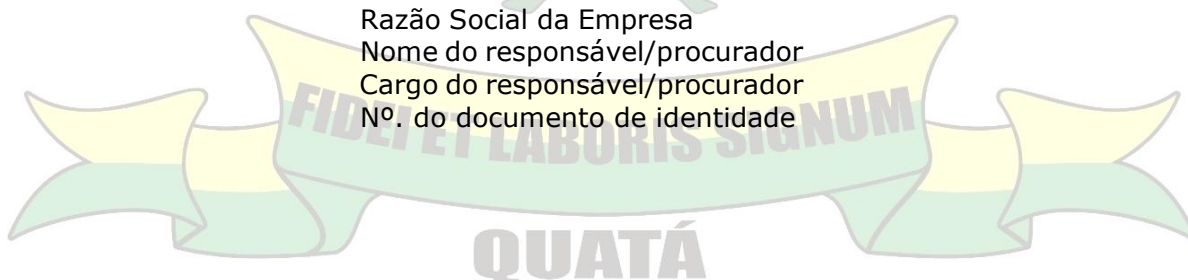 Razão Social da Empresa
Nome do responsável/procurador
Cargo do responsável/procurador
Nº. do documento de identidade
FIDEI ET LABORIS SIGNUM
QUATÁ